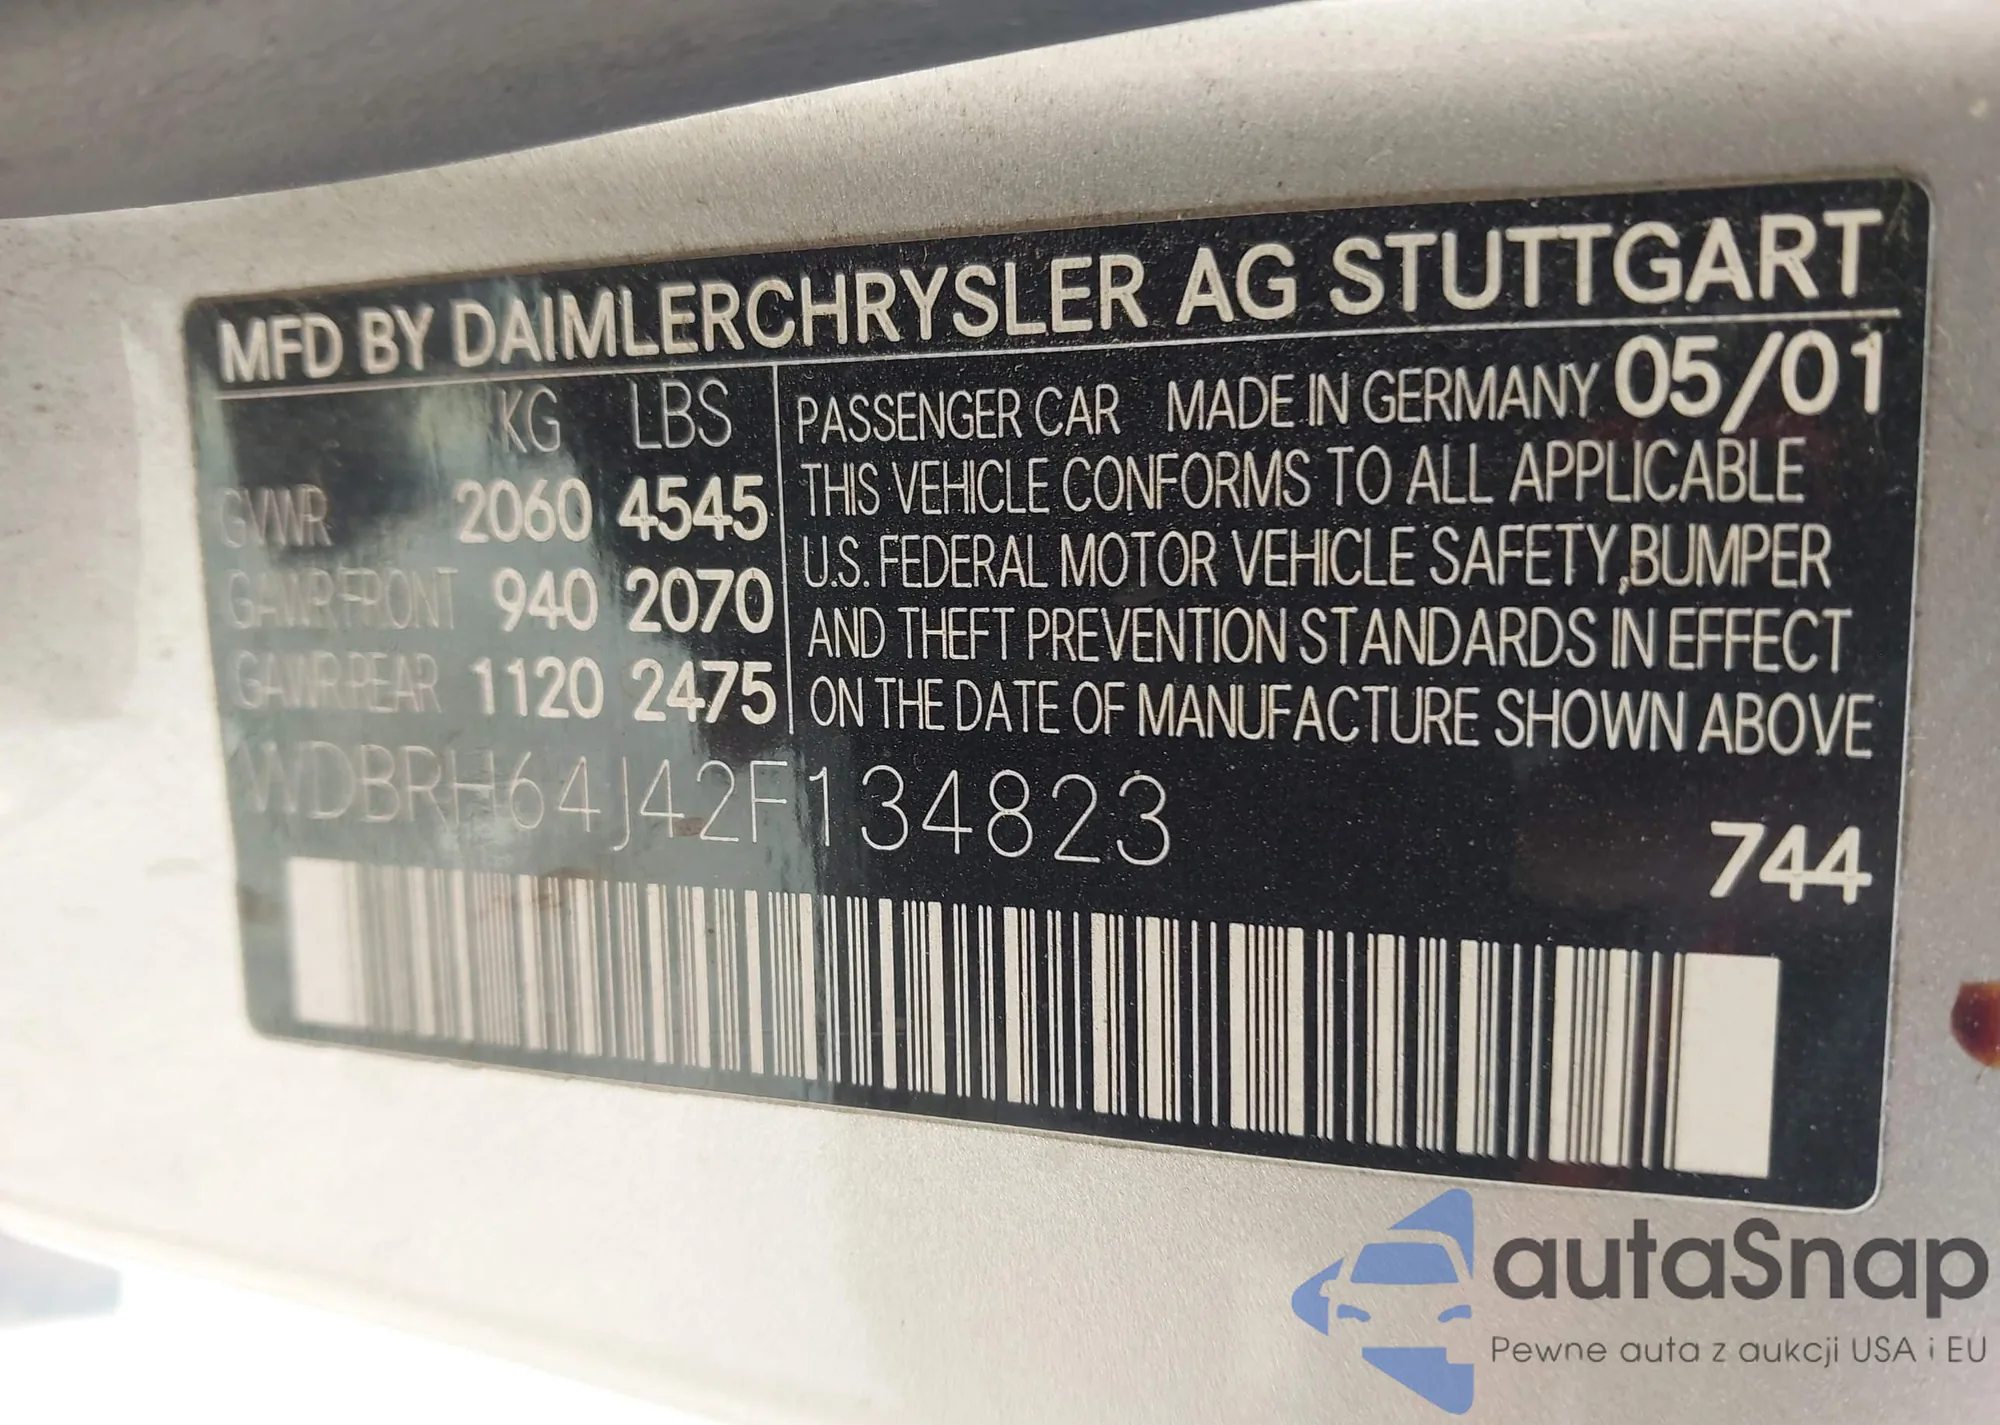 MFD BY DAIMLERCHRYSLER AG STUTTGART
KG LBS
GVWR 2060 4545
GAWR FRONT 940 2070
GAWR REAR 1120 2475
PASSENGER CAR MADE IN GERMANY 05/01
THIS VEHICLE CONFORMS TO ALL APPLICABLE
U.S. FEDERAL MOTOR VEHICLE SAFETY, BUMPER
AND THEFT PREVENTION STANDARDS IN EFFECT
ON THE DATE OF MANUFACTURE SHOWN ABOVE
WDBRH64J42F134823
744
autaSnap
Pewne auta z aukcji USA i EU